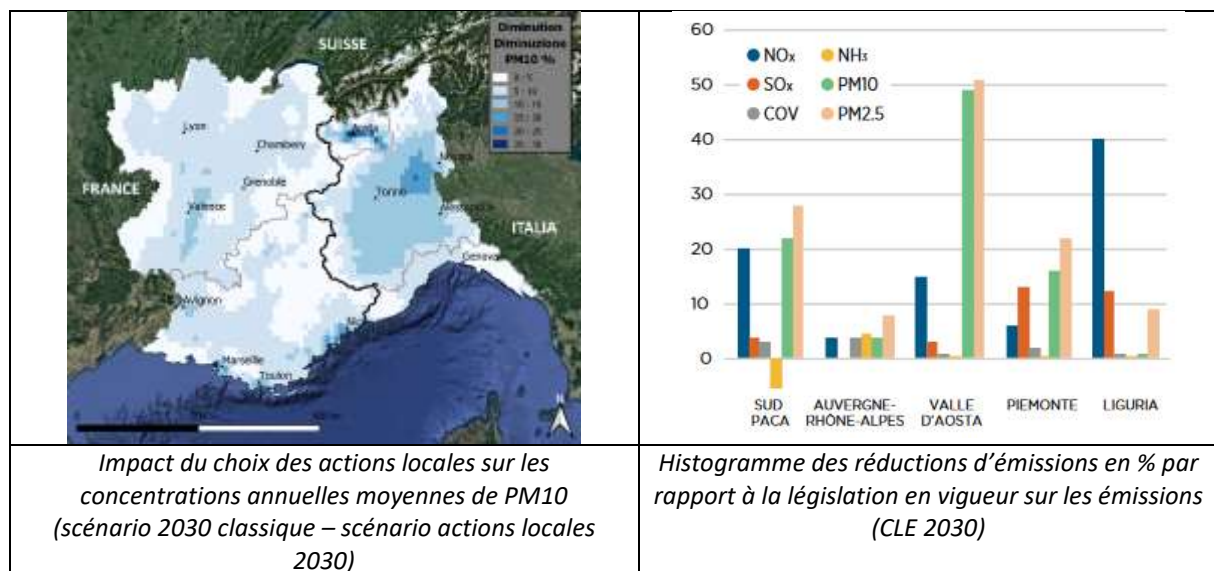 Diminution
Diminuzione
PM10 %
SUISSE
Lyon
Chambery
Grenoble
FRANCE
Valence
Torino
ITALIA
Avignon
Marseille
Toulon
N
60
50
40
30
20
10
0
NOx
NH3
SOx
PM10
COV
PM2.5
SUD
PACA
AUVERGNE-
RHÔNE-ALPES
VALLE
D'AOSTA
PIEMONTE
LIGURIA
Impact du choix des actions locales sur les
concentrations annuelles moyennes de PM10
(scénario 2030 classique – scénario actions locales
2030)
Histogramme des réductions d’émissions en % par
rapport à la législation en vigueur sur les émissions
(CLE 2030)